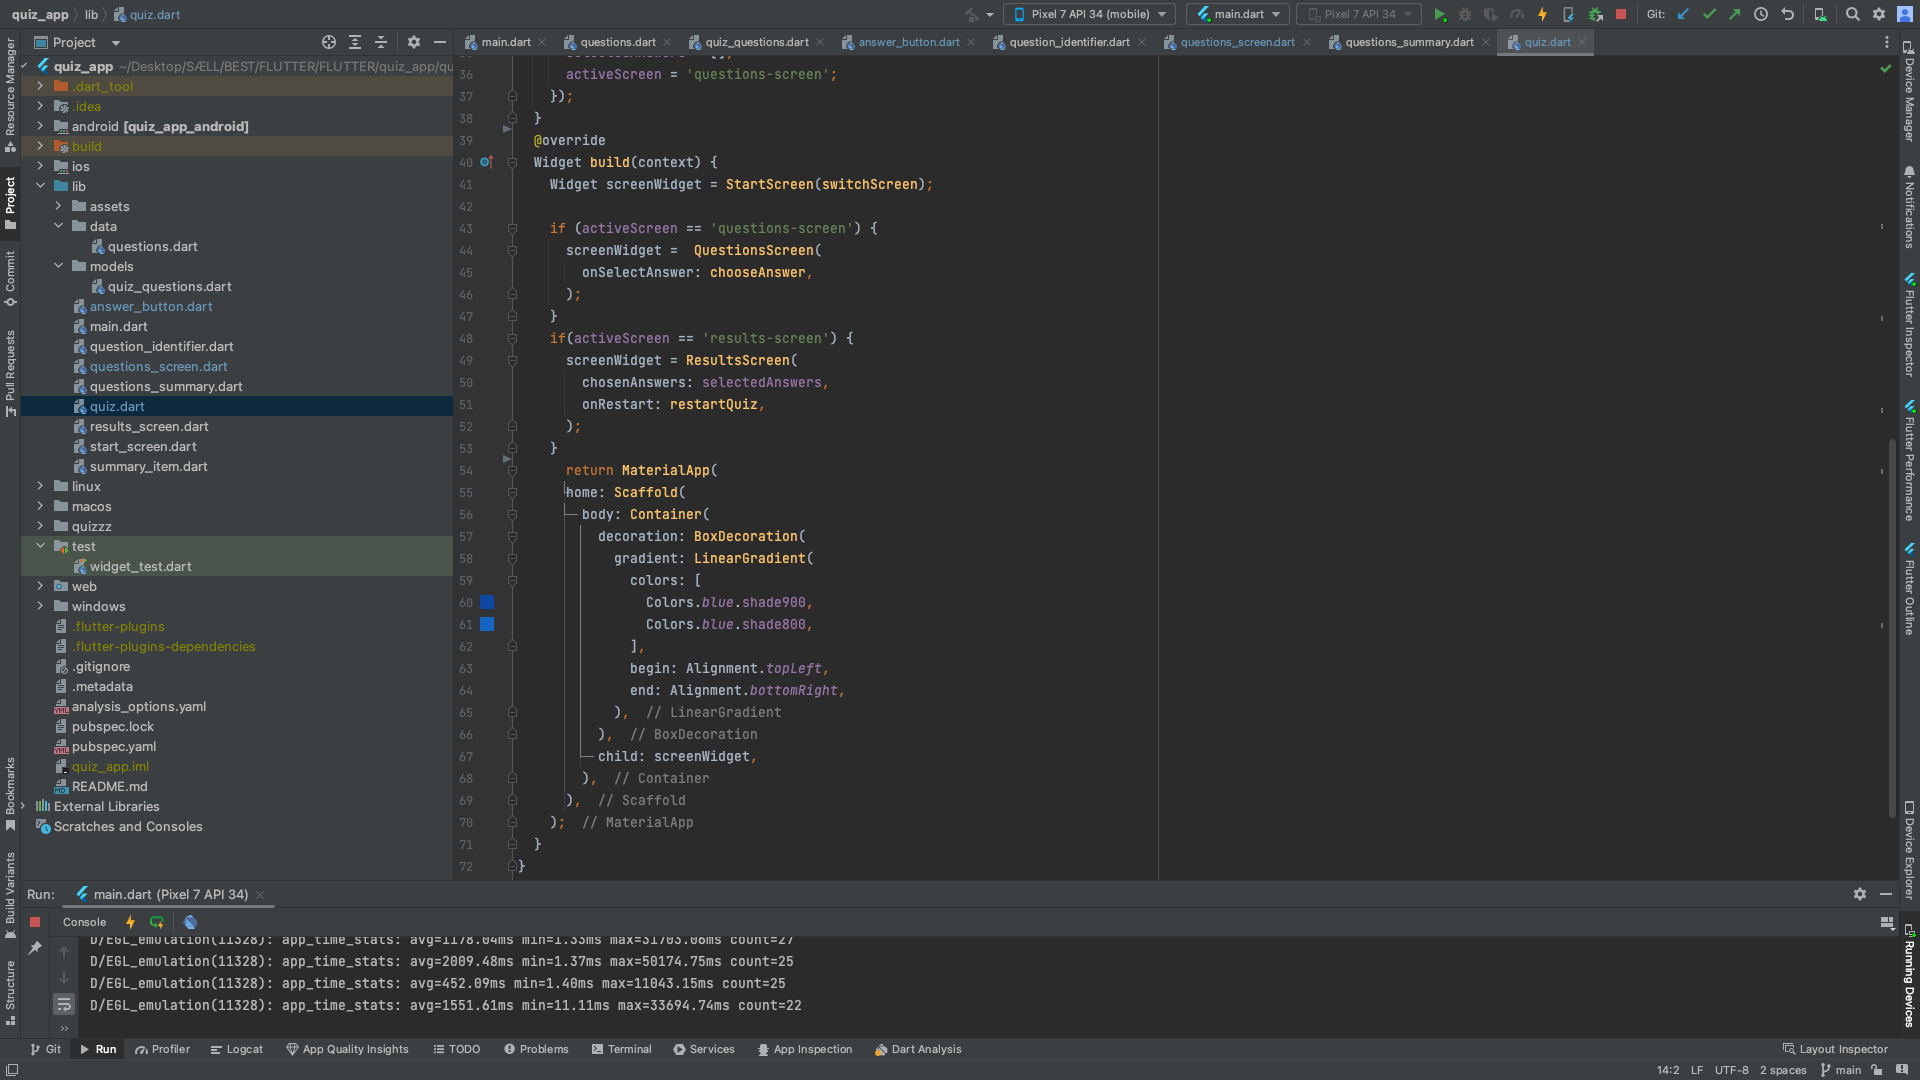 quiz_app
lib
quiz.dart
Pixel 7 API 34 (mobile)
main.dart
Pixel 7 API 34
Git:
Project
main.dart
questions.dart
quiz_questions.dart
answer_button.dart
question_identifier.dart
questions_screen.dart
questions_summary.dart
quiz.dart
Resource Manager
Project
Commit
Pull Requests
Bookmarks
Build Variants
Structure
quiz_app ~/Desktop/SÆLL/BEST/FLUTTER/FLUTTER/quiz_app/qu
.dart_tool
.idea
android [quiz_app_android]
build
ios
lib
assets
data
questions.dart
models
quiz_questions.dart
answer_button.dart
main.dart
question_identifier.dart
questions_screen.dart
questions_summary.dart
quiz.dart
results_screen.dart
start_screen.dart
summary_item.dart
linux
macos
quizzz
test
widget_test.dart
web
windows
.flutter-plugins
.flutter-plugins-dependencies
.gitignore
.metadata
analysis_options.yaml
pubspec.lock
pubspec.yaml
quiz_app.iml
README.md
External Libraries
Scratches and Consoles
36 activeScreen = 'questions-screen';
37 });
38 }
39 @override
40 Widget build(context) {
41 Widget screenWidget = StartScreen(switchScreen);
42
43 if (activeScreen == 'questions-screen') {
44 screenWidget =  QuestionsScreen(
45 onSelectAnswer: chooseAnswer,
46 );
47 }
48 if(activeScreen == 'results-screen') {
49 screenWidget = ResultsScreen(
50 chosenAnswers: selectedAnswers,
51 onRestart: restartQuiz,
52 );
53 }
54 return MaterialApp(
55 home: Scaffold(
56 body: Container(
57 decoration: BoxDecoration(
58 gradient: LinearGradient(
59 colors: [
60 Colors.blue.shade900,
61 Colors.blue.shade800,
62 ],
63 begin: Alignment.topLeft,
64 end: Alignment.bottomRight,
65 ),  // LinearGradient
66 ),  // BoxDecoration
67 child: screenWidget,
68 ),  // Container
69 ),  // Scaffold
70 );  // MaterialApp
71 }
72 }
Device Manager
Notifications
Flutter Inspector
Flutter Performance
Flutter Outline
Device Explorer
Running Devices
Run:
main.dart (Pixel 7 API 34)
Console
D/EGL_emulation(11328): app_time_stats: avg=1178.04ms min=1.33ms max=31703.06ms count=27
D/EGL_emulation(11328): app_time_stats: avg=2009.48ms min=1.37ms max=50174.75ms count=25
D/EGL_emulation(11328): app_time_stats: avg=452.09ms min=1.40ms max=11043.15ms count=25
D/EGL_emulation(11328): app_time_stats: avg=1551.61ms min=11.11ms max=33694.74ms count=22
Git
Run
Profiler
Logcat
App Quality Insights
TODO
Problems
Terminal
Services
App Inspection
Dart Analysis
Layout Inspector
14:2
LF
UTF-8
2 spaces
main